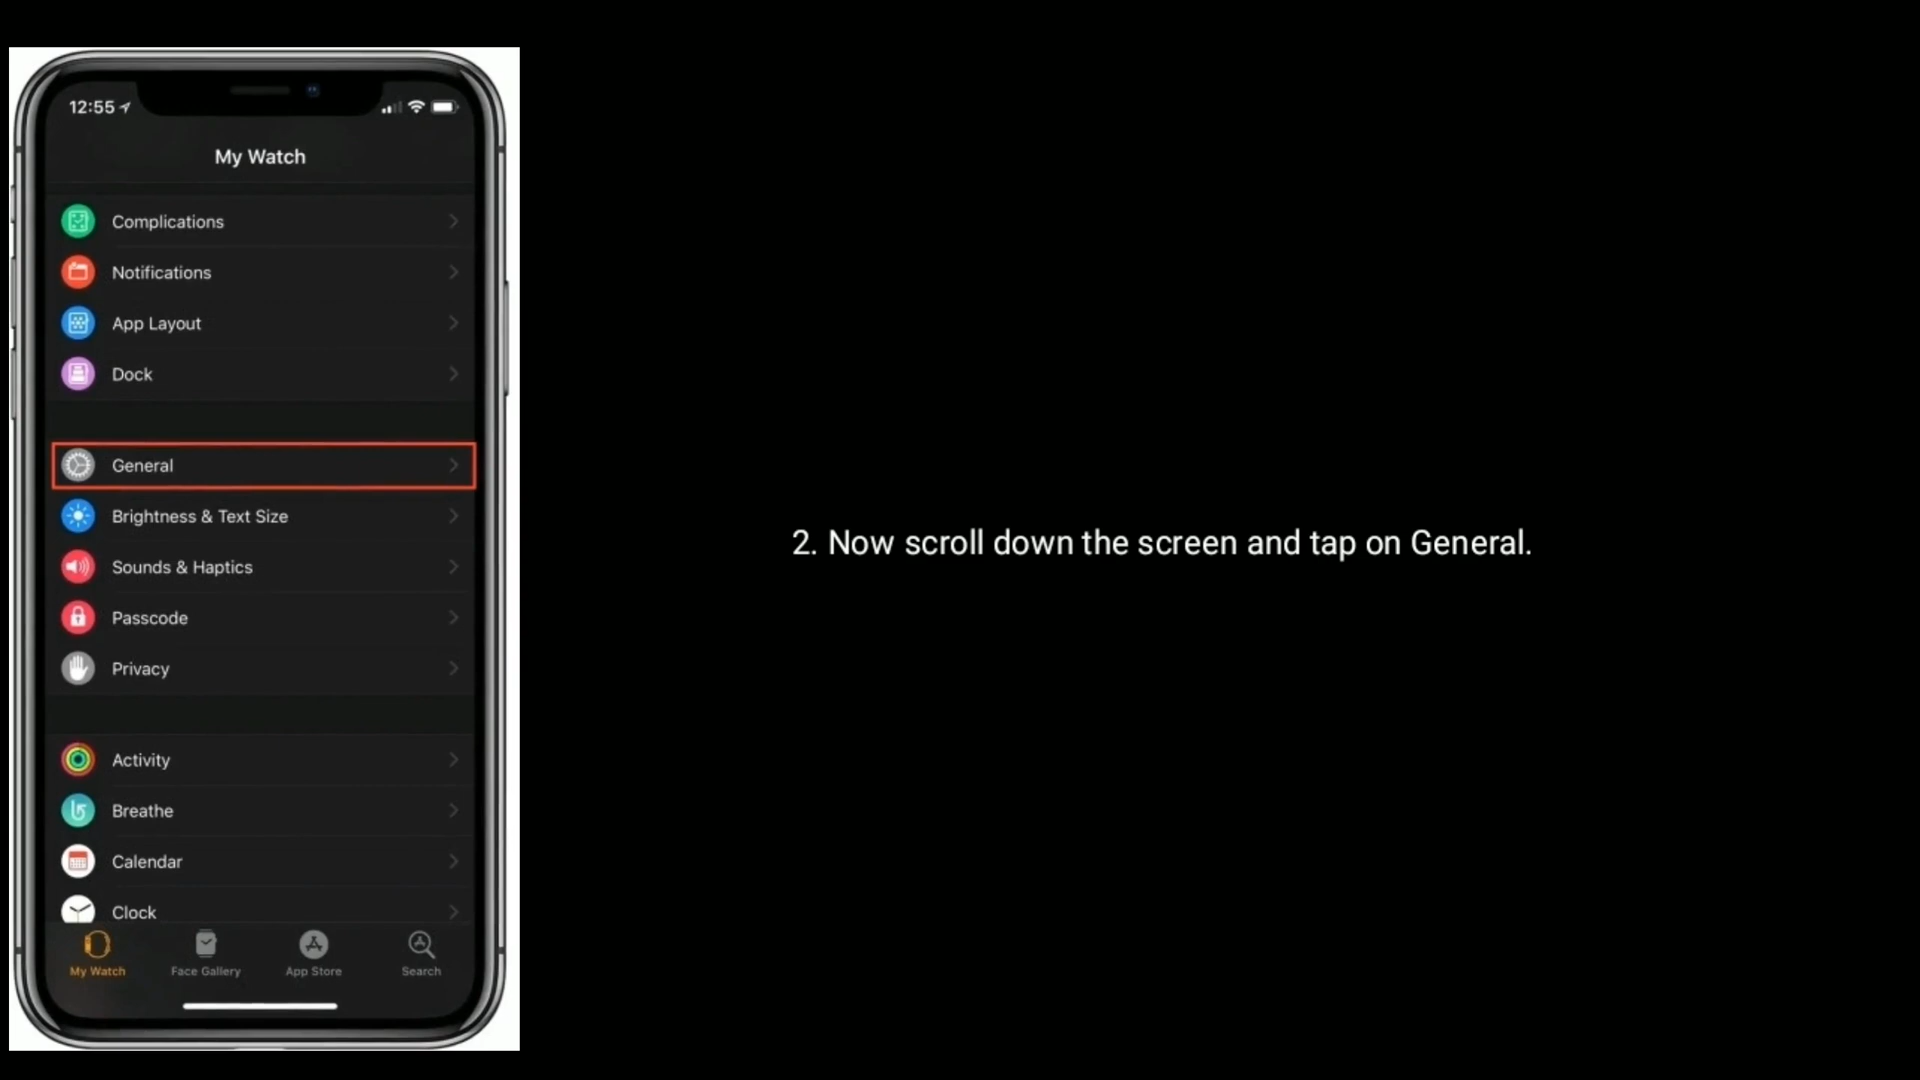 12:55
My Watch
Complications
Notifications
App Layout
Dock
General
Brightness & Text Size
Sounds & Haptics
Passcode
Privacy
Activity
Breathe
Calendar
Clock
My Watch
Face Gallery
App Store
Search
2. Now scroll down the screen and tap on General.